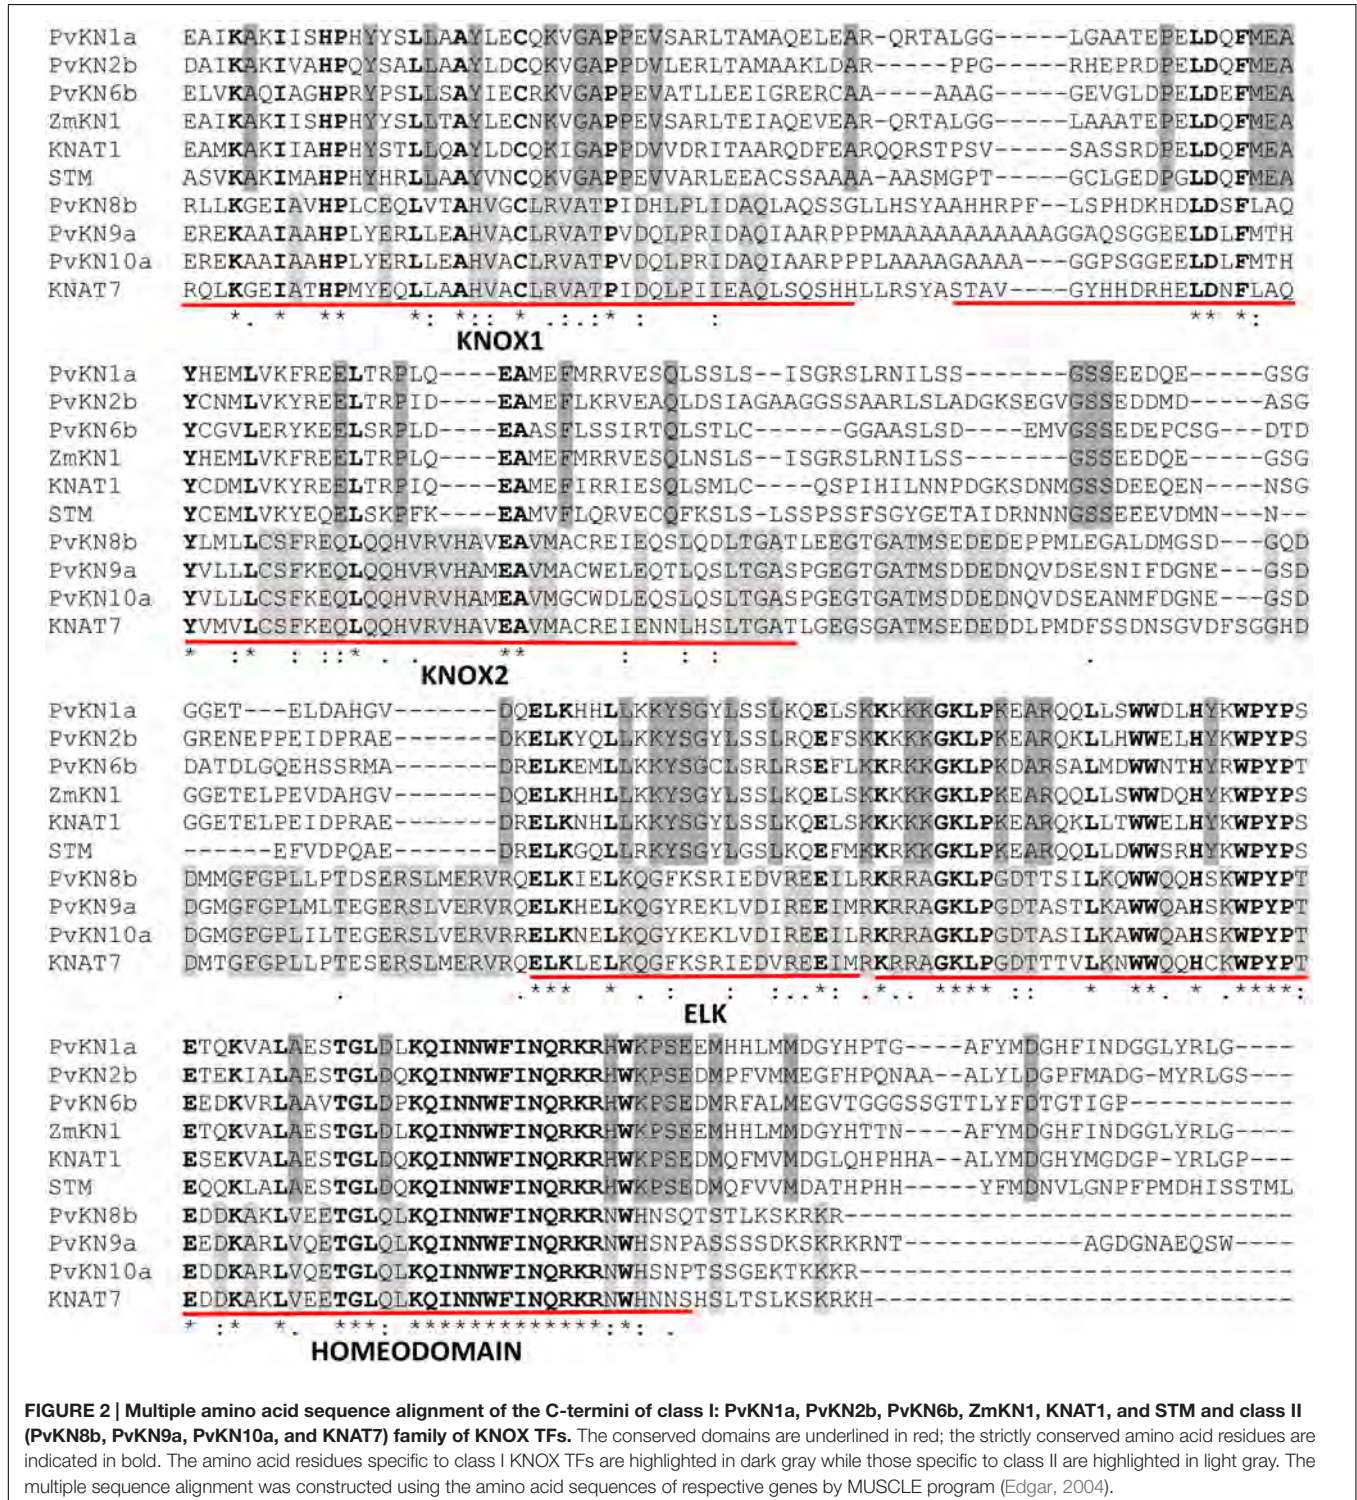 PvKN1a EAIKAKIISHPHYYSLLAAYLECQKVGAPPEVSARLTAMAQELEAR-QRTALGG-----LGAATEPELDQFMEA
PvKN2b DAIKAKIVAHPQYSALLAAYLDCQKVGAPPDVLERLTAMAAKLDAR-----PPG-----RHEPRDPELDQFMEA
PvKN6b ELVKAQIAGHPRYPSLLSAYIECRKVGAPPEVATLLEEIGRERCAA----AAAG-----GEVGLDPELDEFMEA
ZmKN1 EAIKAKIISHPHYYSLLTAYLECNKVGAPPEVSARLTEIAQEVEAR-QRTALGG-----LAAATEPELDQFMEA
KNAT1 EAMKAKIIAHPHYSTLLQAYLDCQKIGAPPDVVDRITAARQDFEARQQRSTPSV-----SASSRDPELDQFMEA
STM ASVKAKIMAHPHYHRLLAAYVNCQKVGAPPEVVARLEEACSSAAAA-AASMGPT-----GCLGEDPGLDQFMEA
PvKN8b RLLKGEIAVHPLCEQLVTAHVGCLRVATPIDHLPLIDAQLAQSSGLLHSYAAHHRPF--LSPHDKHDLDSFLAQ
PvKN9a EREKAAIAAHPLYERLLEAHVACLRVATPVDQLPRIDAQIAARPPPMAAAAAAAAAAAGGAQSGGEELDLFMTH
PvKN10a EREKAAIAAHPLYERLLEAHVACLRVATPVDQLPRIDAQIAARPPPLAAAAGAAAA--GGPSGGEELDLFMTH
KNAT7 RQLKGEIATHPMYEQLLAAHVACLRVATPIDQLPIIEAQLSQSHHLLRSYASTAV----GYHHDRHELDNFLAQ
*. * ** *: *:: * .:.:* : : ** *:
KNOX1
PvKN1a YHEMLVKFREELTRPLQ----EAMEFMRRVESQLSSLS--ISGRSLRNILSS-------GSSEEDQE-----GSG
PvKN2b YCNMLVKYREELTRPID----EAMEFLKRVEAQLDSIAGAAGGSSAARLSLADGKSEGVGSSEDDMD-----ASG
PvKN6b YCGVLERYKEELSRPLD----EAASFLSSIRTQLSTLC------GGAASLSD----EMVGSSEDEPCSG---DTD
ZmKN1 YHEMLVKFREELTRPLQ----EAMEFMRRVESQLNSLS--ISGRSLRNILSS-------GSSEEDQE-----GSG
KNAT1 YCDMLVKYREELTRPIQ----EAMEFIRRIESQLSMLC----QSPIHILNNPDGKSDNMGSSDEEQEN----NSG
STM YCEMLVKYEQELSKPFK----EAMVFLQRVECQFKSLS-LSSPSSFSGYGETAIDRNNNGSSEEEVDMN---N--
PvKN8b YLMLLCSFREQLQQHVRVHAVEAVMACREIEQSLQDLTGATLEEGTGATMSEDEDEPPMLEGALDMGSD---GQD
PvKN9a YVLLLCSFKEQLQQHVRVHAMEAVMACWELEQTLQSLTGASPGEGTGATMSDDEDNQVDSESNIFDGNE---GSD
PvKN10a YVLLLCSFKEQLQQHVRVHAMEAVMGCWDLEQSLQSLTGASPGEGTGATMSDDEDNQVDSEANMFDGNE---GSD
KNAT7 YVMVLCSFKEQLQQHVRVHAVEAVMACREIENNLHSLTGATLGEGSGATMSEDEDDLPMDFSSDNSGVDFSGGHD
* :* : ::* . . ** : : : .
KNOX2
PvKN1a GGET---ELDAHGV-------DQELKHHLLKKYSGYLSSLKQELSKKKKKGKLPKEARQQLLSWWDLHYKWPYPS
PvKN2b GRENEPPEIDPRAE-------DKELKYQLLKKYSGYLSSLRQEFSKKKKKGKLPKEARQKLLHWWELHYKWPYPS
PvKN6b DATDLGQEHSSRMA-------DRELKEMLLKKYSGCLSRLRSEFLKKRKKGKLPKDARSALMDWWNTHYRWPYPT
ZmKN1 GGETELPEVDAHGV-------DQELKHHLLKKYSGYLSSLKQELSKKKKKGKLPKEARQQLLSWWDQHYKWPYPS
KNAT1 GGETELPEIDPRAE-------DRELKNHLLKKYSGYLSSLKQELSKKKKKGKLPKEARQKLLTWWELHYKWPYPS
STM ------EFVDPQAE-------DRELKGQLLRKYSGYLGSLKQEFMKKRKKGKLPKEARQQLLDWWSRHYKWPYPS
PvKN8b DMMGFGPLLPTDSERSLMERVRQELKIELKQGFKSRIEDVREEILRKRRAGKLPGDTTSILKQWWQQHSKWPYPT
PvKN9a DGMGFGPLMLTEGERSLVERVRQELKHELKQGYREKLVDIREEIMRKRRAGKLPGDTASTLKAWWQAHSKWPYPT
PvKN10a DGMGFGPLILTEGERSLVERVRRELKNELKQGYKEKLVDIREEILRKRRAGKLPGDTASILKAWWQAHSKWPYPT
KNAT7 DMTGFGPLLPTESERSLMERVRQELKLELKQGFKSRIEDVREEIMRKRRAGKLPGDTTTVLKNWWQQHCKWPYPT
. .*** * . : : :..*: .*.. **** :: * **. * .****:
ELK
PvKN1a ETQKVALAESTGLDLKQINNWFINQRKRHWKPSEEMHHLMMDGYHPTG----AFYMDGHFINDGGLYRLG----
PvKN2b ETEKIALAESTGLDQKQINNWFINQRKRHWKPSEDMPFVMMEGFHPQNAA--ALYLDGPFMADG-MYRLGS---
PvKN6b EEDKVRLAAVTGLDPKQINNWFINQRKRHWKPSEDMRFALMEGVTGGGSSGTTLYFDTGTIGP-----------
ZmKN1 ETQKVALAESTGLDLKQINNWFINQRKRHWKPSEEMHHLMMDGYHTTN----AFYMDGHFINDGGLYRLG----
KNAT1 ESEKVALAESTGLDQKQINNWFINQRKRHWKPSEDMQFMVMDGLQHPHHA--ALYMDGHYMGDGP-YRLGP---
STM EQQKLALAESTGLDQKQINNWFINQRKRHWKPSEDMQFVVMDATHPHH----YFMDNVLGNPFPMDHISSTML
PvKN8b EDDKAKLVEETGLQLKQINNWFINQRKRNWHNSQTSTLKSKRKR------------------------------
PvKN9a EEDKARLVQETGLQLKQINNWFINQRKRNWHSNPASSSSDKSKRKRNT------------AGDGNAEQSW----
PvKN10a EDDKARLVQETGLQLKQINNWFINQRKRNWHSNPTSSGEKTKKKR-----------------------------
KNAT7 EDDKAKLVEETGLQLKQINNWFINQRKRNWHNNSHSLTSLKSKRKH----------------------------
* :* *. ***: *************:*: .
HOMEODOMAIN
FIGURE 2 | Multiple amino acid sequence alignment of the C-termini of class I: PvKN1a, PvKN2b, PvKN6b, ZmKN1, KNAT1, and STM and class II
(PvKN8b, PvKN9a, PvKN10a, and KNAT7) family of KNOX TFs. The conserved domains are underlined in red; the strictly conserved amino acid residues are
indicated in bold. The amino acid residues specific to class I KNOX TFs are highlighted in dark gray while those specific to class II are highlighted in light gray. The
multiple sequence alignment was constructed using the amino acid sequences of respective genes by MUSCLE program (Edgar, 2004).